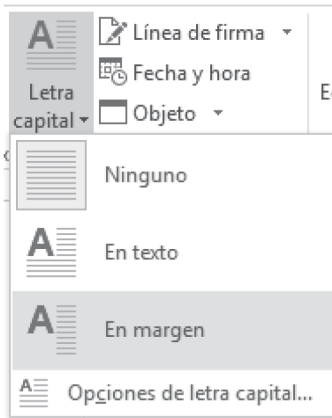 Línea de firma
Fecha y hora
Objeto
Letra
capital
Ninguno
En texto
En margen
Opciones de letra capital...